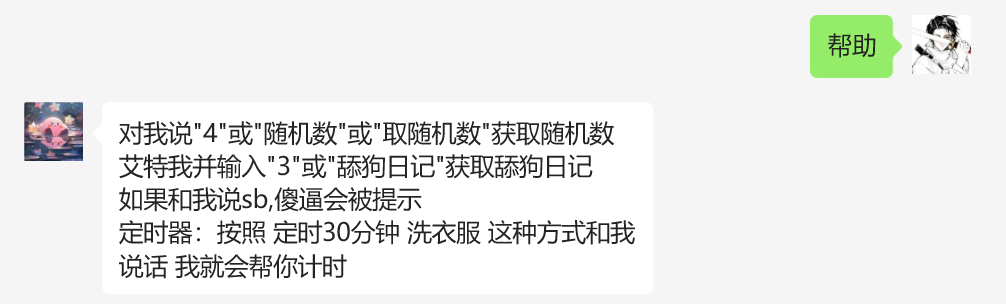 帮助
对我说"4"或"随机数"或"取随机数"获取随机数
艾特我并输入"3"或"舔狗日记"获取舔狗日记
如果和我说sb,傻逼会被提示
定时器：按照 定时30分钟 洗衣服 这种方式和我
说话 我就会帮你计时